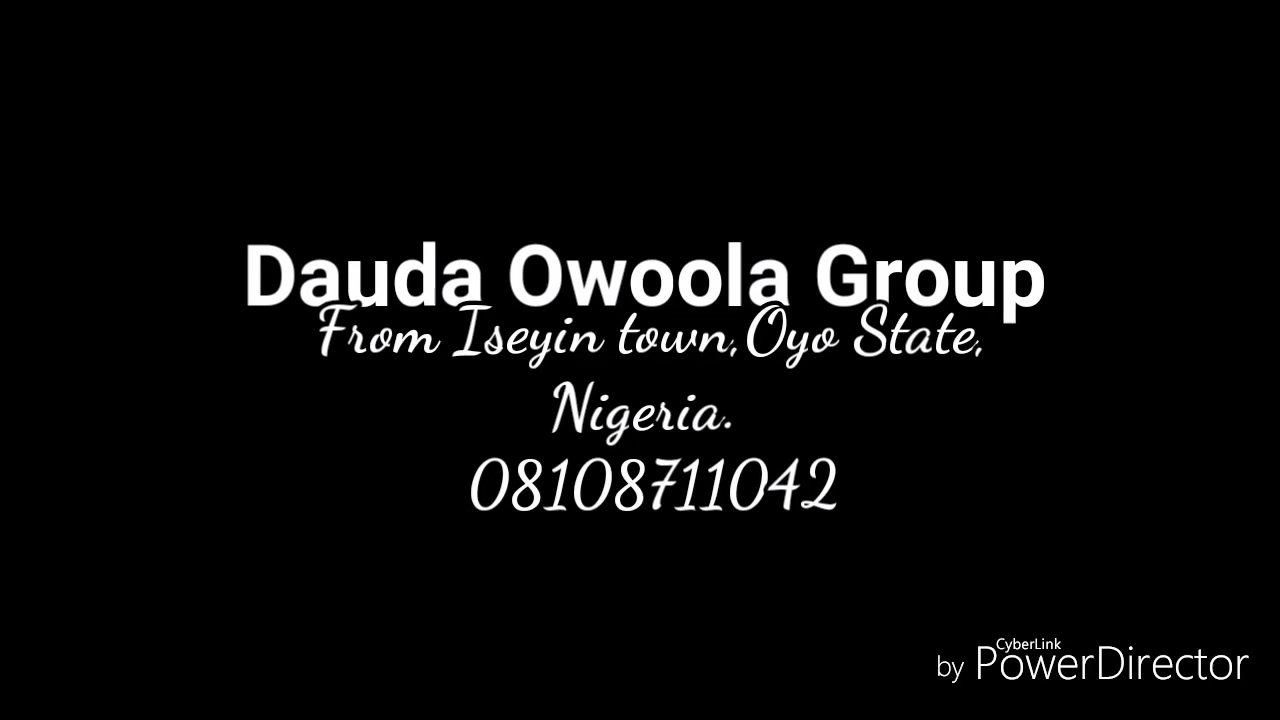 Dauda Owoola Group
From Iseyin town,Oyo State,
Nigeria.
08108711042
CyberLink
by PowerDirector